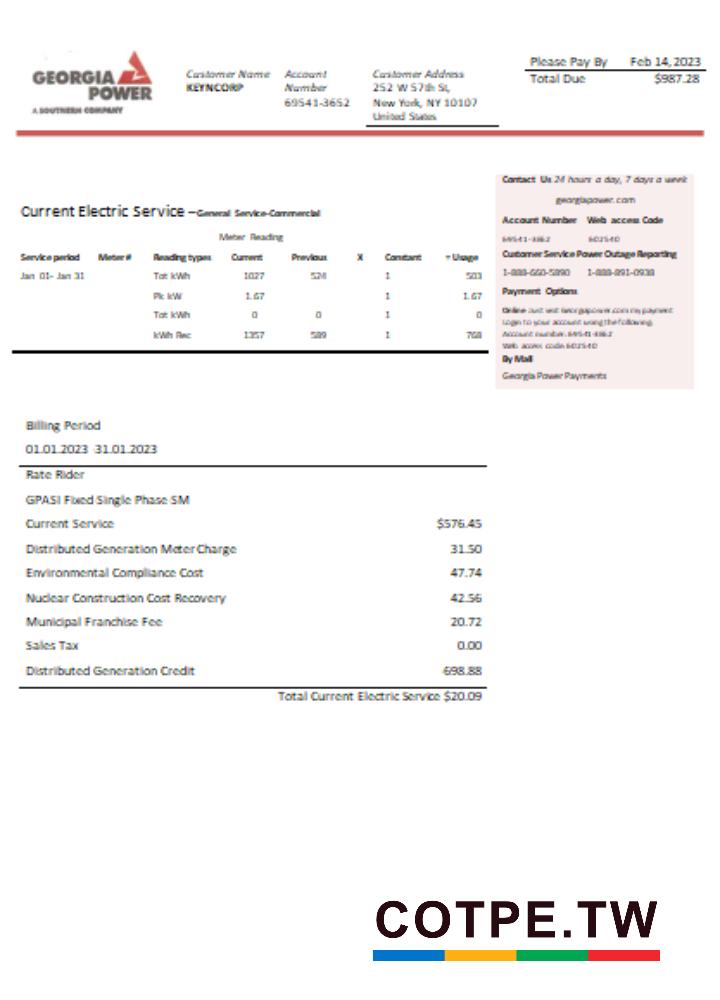 GEORGIA
POWER
A SOUTHERN COMPANY
Customer Name
KEYNCORP
Account
Number
69541-3652
Customer Address
252 W 57th St,
New York, NY 10107
United States
Please Pay By Feb 14,2023
Total Due $987.28
Current Electric Service –General Service-Commercial
Meter Reading
Service period Meter# Reading types Current Previous X Constant = Usage
Jan 01- Jan 31 Tot kWh 1027 524 1 503
Pk kW 1.67 1 1.67
Tot kWh 0 0 1 0
kWh Rec 1357 589 1 768
Contact Us 24 hours a day, 7 days a week
georgiapower.com
Account Number Web access Code
69541-3862 602540
Customer Service Power Outage Reporting
1-888-660-5890 1-888-891-0938
Payment Options
Online Just visit Georgiapower.com my payment
Login to your account using the following.
Account number. 69541-3862
Web access code 602540
By Mail
Georgia Power Payments
Billing Period
01.01.2023 31.01.2023
Rate Rider
GPASI Fixed Single Phase SM
Current Service $576.45
Distributed Generation Meter Charge 31.50
Environmental Compliance Cost 47.74
Nuclear Construction Cost Recovery 42.56
Municipal Franchise Fee 20.72
Sales Tax 0.00
Distributed Generation Credit -698.88
Total Current Electric Service $20.09
COTPE.TW